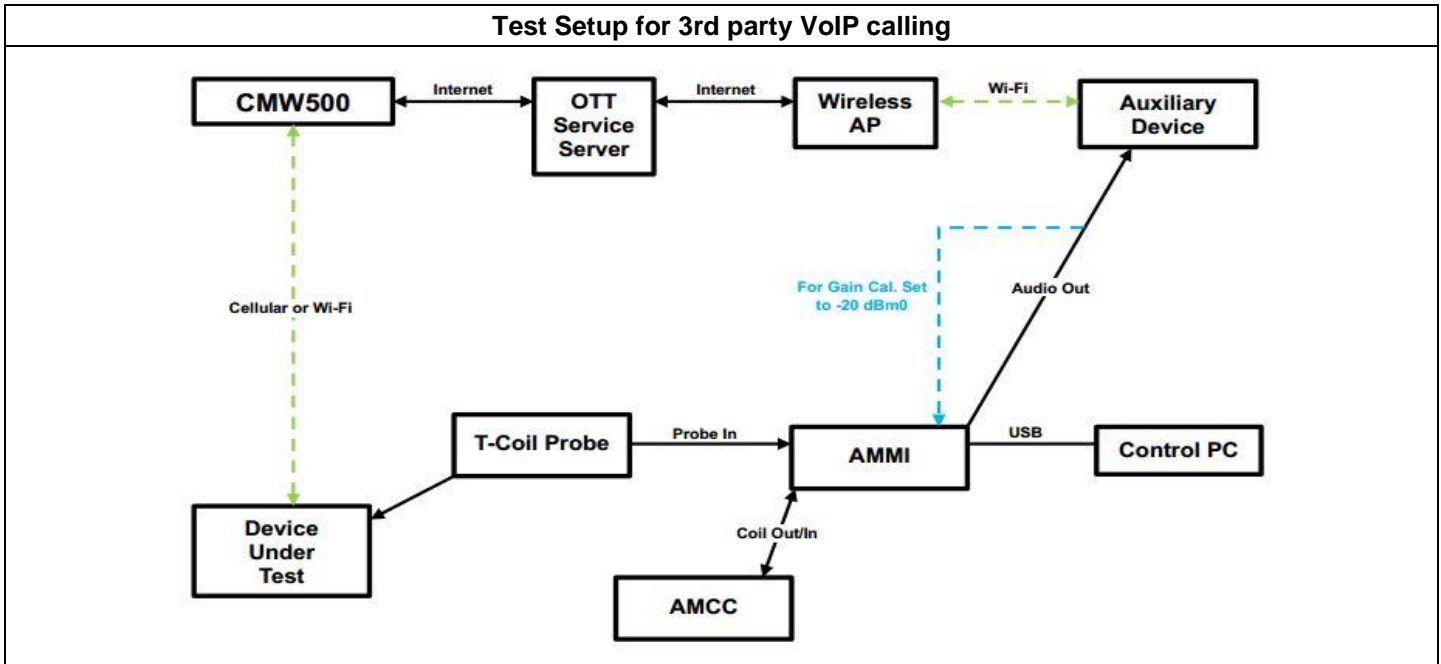 Test Setup for 3rd party VoIP calling
CMW500
Internet
OTT
Service
Server
Internet
Wireless
AP
Wi-Fi
Auxiliary
Device
For Gain Cal. Set
to -20 dBm0
Audio Out
Cellular or Wi-Fi
T-Coil Probe
Probe In
AMMI
USB
Control PC
Device
Under
Test
Coil Out/In
AMCC